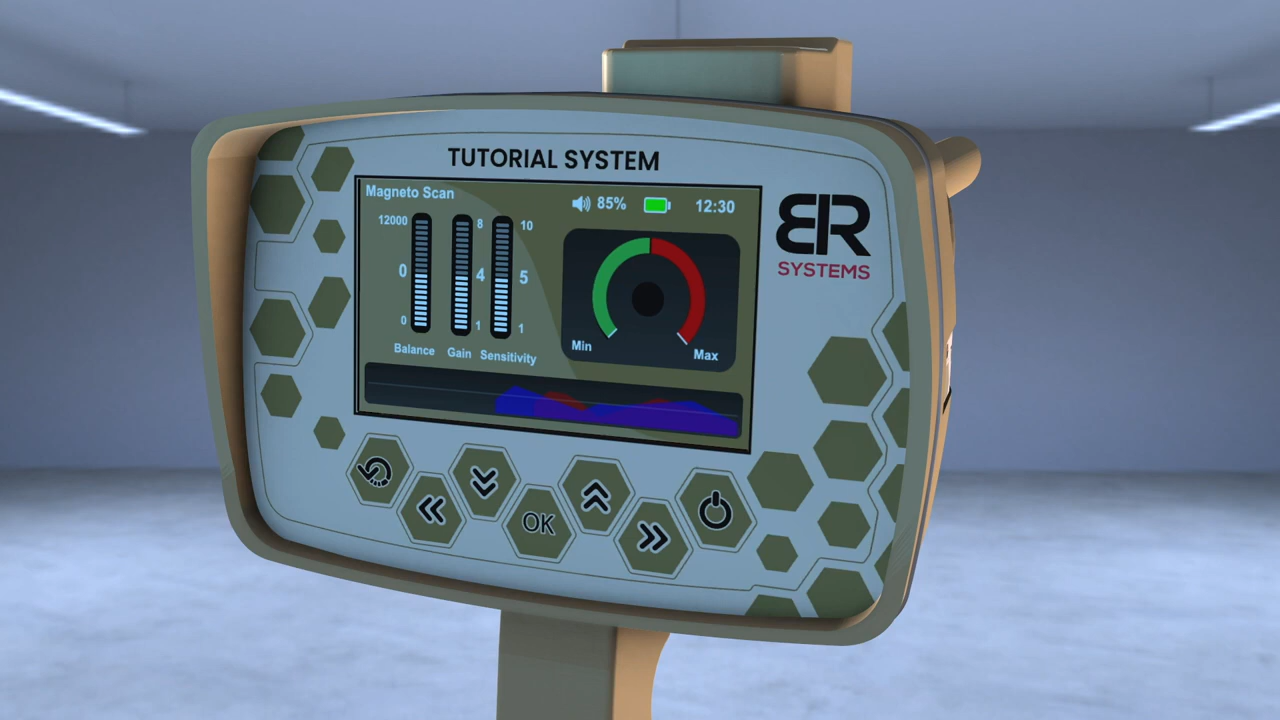 TUTORIAL SYSTEM
Magneto Scan
85%
12:30
12000
8
10
0
4
5
0
1
1
Balance
Gain
Sensitivity
Min
Max
BR
SYSTEMS
OK